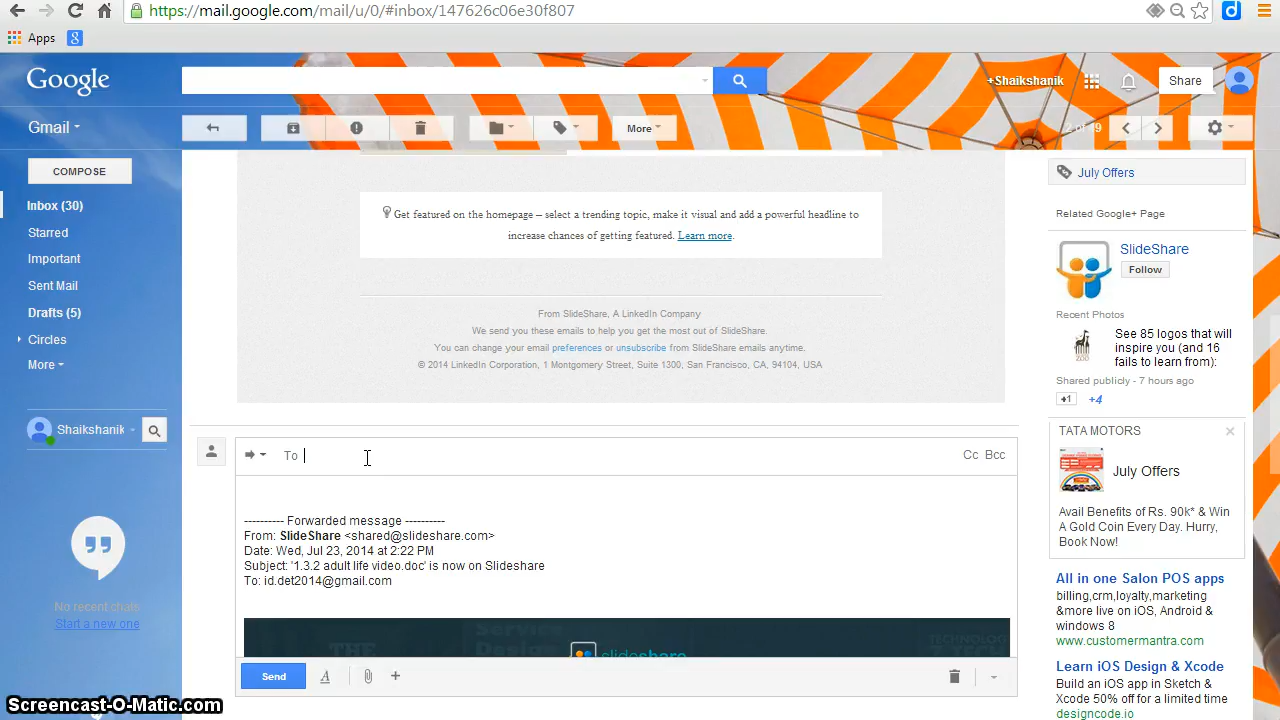 https://mail.google.com/mail/u/0/#inbox/147626c06e30f807
Apps
Google
+Shaikshanik
Share
Gmail
More
2 of 49
COMPOSE
Inbox (30)
Starred
Important
Sent Mail
Drafts (5)
Circles
More
Shaikshanik
No recent chats
Start a new one
Get featured on the homepage – select a trending topic, make it visual and add a powerful headline to
increase chances of getting featured. Learn more.
From SlideShare, A LinkedIn Company
We send you these emails to help you get the most out of SlideShare.
You can change your email preferences or unsubscribe from SlideShare emails anytime.
© 2014 LinkedIn Corporation, 1 Montgomery Street, Suite 1300, San Francisco, CA, 94104, USA
To
Cc Bcc
---------- Forwarded message ----------
From: SlideShare <shared@slideshare.com>
Date: Wed, Jul 23, 2014 at 2:22 PM
Subject: '1.3.2 adult life video.doc' is now on Slideshare
To: id.det2014@gmail.com
slideshare
Send
July Offers
Related Google+ Page
SlideShare
Follow
Recent Photos
See 85 logos that will
inspire you (and 16
fails to learn from):
Shared publicly - 7 hours ago
+1
+4
TATA MOTORS
July Offers
Avail Benefits of Rs. 90k* & Win
A Gold Coin Every Day. Hurry,
Book Now!
All in one Salon POS apps
billing,crm,loyalty,marketing
&more live on iOS, Android &
windows 8
www.customermantra.com
Learn iOS Design & Xcode
Build an iOS app in Sketch &
Xcode 50% off for a limited time
designcode.io
Screencast-O-Matic.com